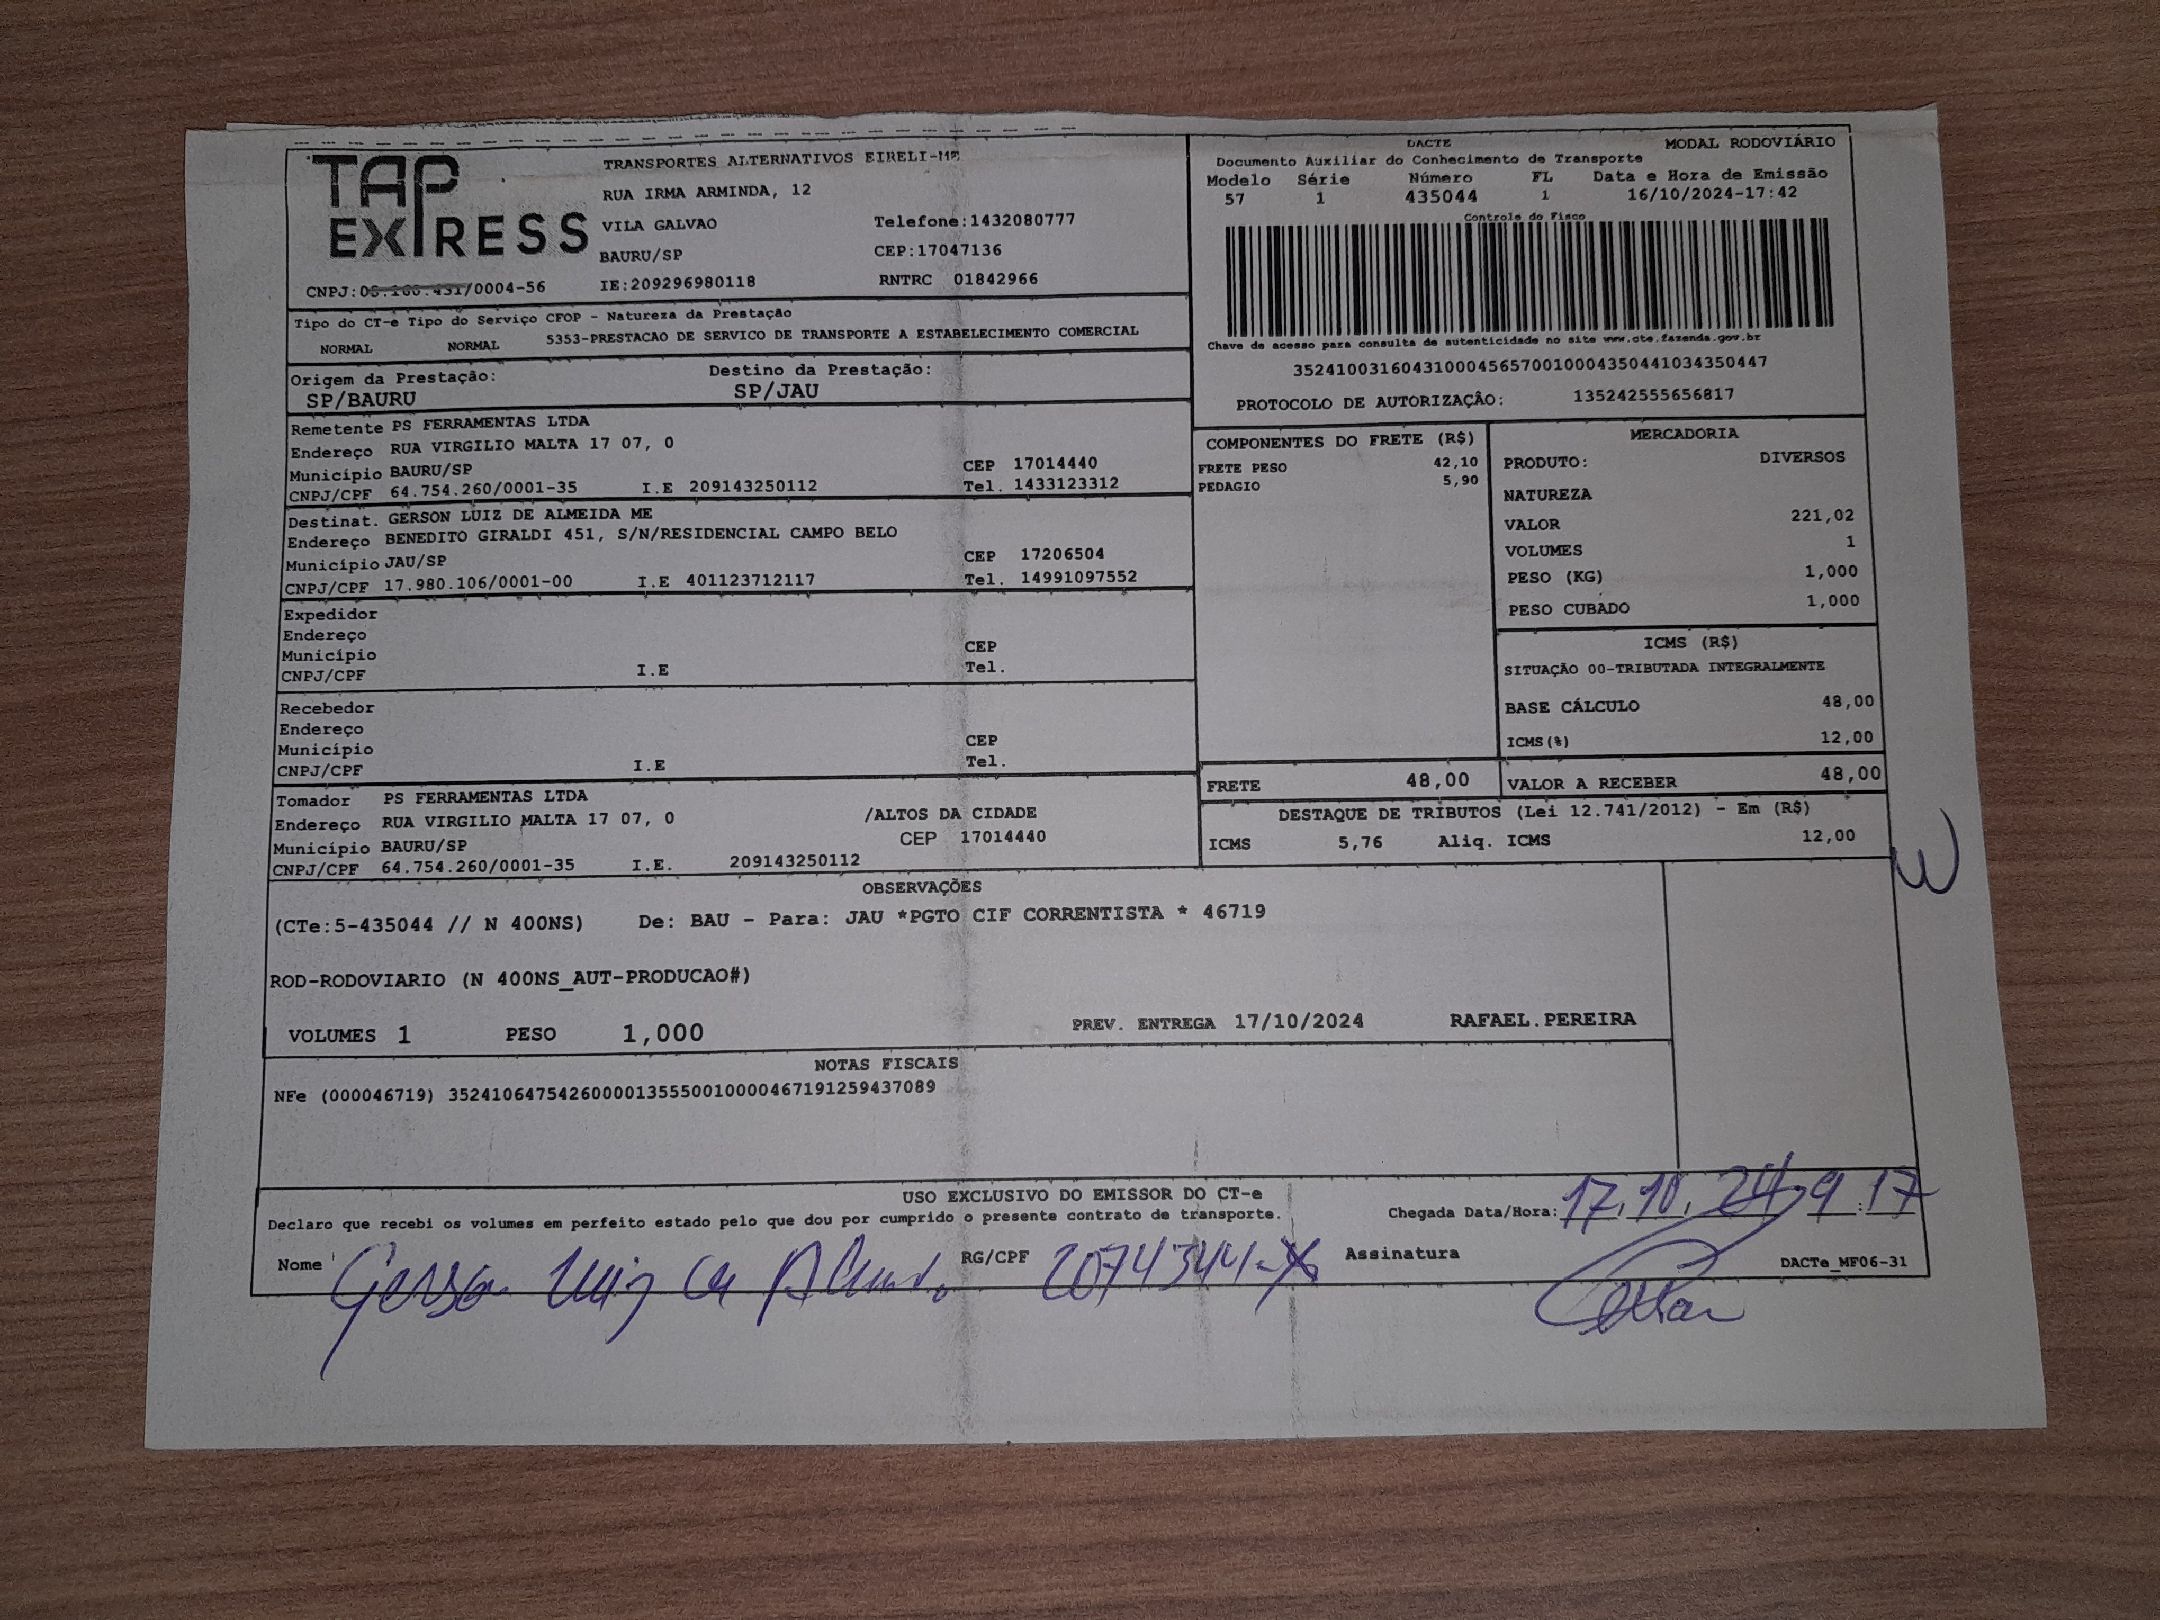 TAP EXPRESS
TRANSPORTES ALTERNATIVOS EIRELI-ME
RUA IRMA ARMINDA, 12
VILA GALVAO Telefone:1432080777
BAURU/SP CEP:17047136
CNPJ: /0004-56 IE:209296980118 RNTRC 01842966
DACTE MODAL RODOVIÁRIO
Documento Auxiliar do Conhecimento de Transporte
Modelo Série Número FL Data e Hora de Emissão
57 1 435044 1 16/10/2024-17:42
Controle do Fisco
Chave de acesso para consulta de autenticidade no site www.cte.fazenda.gov.br
35241003160431000456570010004350441034350447
PROTOCOLO DE AUTORIZAÇÂO: 135242555656817
Tipo do CT-e Tipo do Serviço CFOP - Natureza da Prestação
NORMAL NORMAL 5353-PRESTACAO DE SERVICO DE TRANSPORTE A ESTABELECIMENTO COMERCIAL
Origem da Prestação: Destino da Prestação:
SP/BAURU SP/JAU
Remetente PS FERRAMENTAS LTDA
Endereço RUA VIRGILIO MALTA 17 07, 0
Município BAURU/SP CEP 17014440
CNPJ/CPF 64.754.260/0001-35 I.E 209143250112 Tel. 1433123312
Destinat. GERSON LUIZ DE ALMEIDA ME
Endereço BENEDITO GIRALDI 451, S/N/RESIDENCIAL CAMPO BELO
Município JAU/SP CEP 17206504
CNPJ/CPF 17.980.106/0001-00 I.E 401123712117 Tel. 14991097552
Expedidor
Endereço
Município CEP
CNPJ/CPF I.E Tel.
Recebedor
Endereço
Município CEP
CNPJ/CPF I.E Tel.
Tomador PS FERRAMENTAS LTDA
Endereço RUA VIRGILIO MALTA 17 07, 0 /ALTOS DA CIDADE
Município BAURU/SP CEP 17014440
CNPJ/CPF 64.754.260/0001-35 I.E. 209143250112
COMPONENTES DO FRETE (R$)
FRETE PESO 42,10
PEDAGIO 5,90
FRETE 48,00
MERCADORIA
PRODUTO: DIVERSOS
NATUREZA
VALOR 221,02
VOLUMES 1
PESO (KG) 1,000
PESO CUBADO 1,000
ICMS (R$)
SITUAÇÃO 00-TRIBUTADA INTEGRALMENTE
BASE CÁLCULO 48,00
ICMS(%) 12,00
VALOR A RECEBER 48,00
DESTAQUE DE TRIBUTOS (Lei 12.741/2012) - Em (R$)
ICMS 5,76 Aliq. ICMS 12,00
OBSERVAÇÕES
(CTe:5-435044 // N 400NS) De: BAU - Para: JAU *PGTO CIF CORRENTISTA * 46719
ROD-RODOVIARIO (N 400NS_AUT-PRODUCAO#)
VOLUMES 1 PESO 1,000 PREV. ENTREGA 17/10/2024 RAFAEL.PEREIRA
NOTAS FISCAIS
NFe (000046719) 35241064754260000135550010000467191259437089
USO EXCLUSIVO DO EMISSOR DO CT-e
Declaro que recebi os volumes em perfeito estado pelo que dou por cumprido o presente contrato de transporte. Chegada Data/Hora: 17.10.24 9:17
Nome Gerson Luiz de Almeida RG/CPF 20743441-X Assinatura DACTe_MF06-31